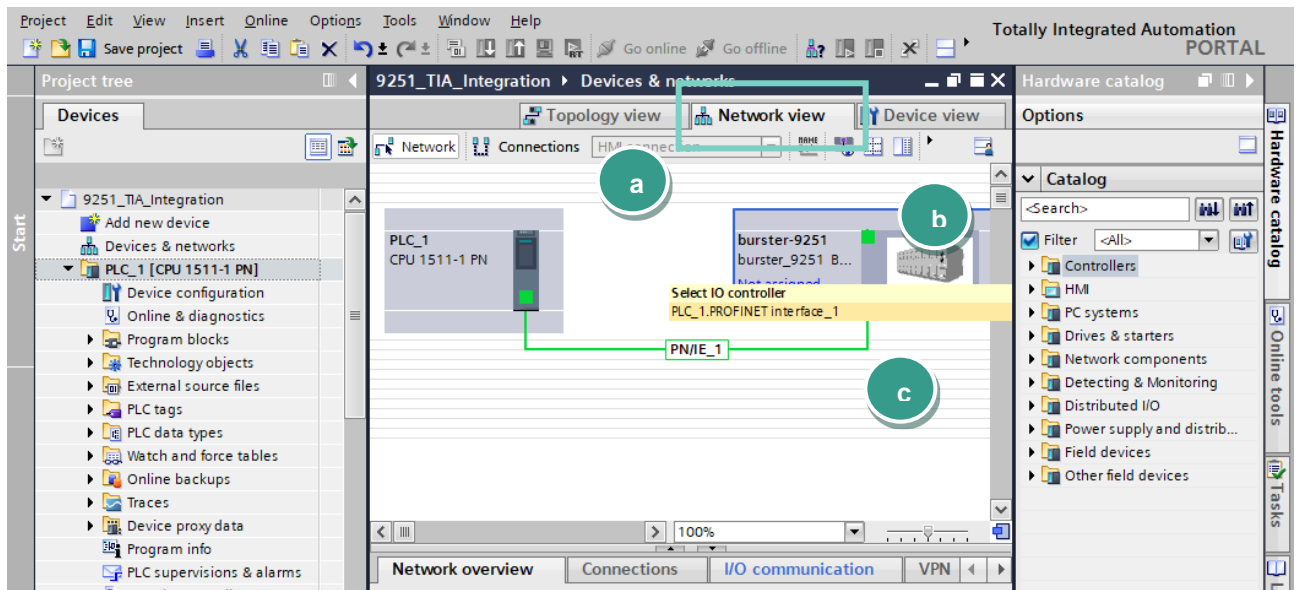 Project Edit View Insert Online Options Tools Window Help
Totally Integrated Automation
PORTAL
Save project Go online Go offline
Project tree
9251_TIA_Integration Devices & networks
Hardware catalog
Devices
Topology view Network view Device view
Options
Network Connections HMI connection
Catalog
<Search>
Filter <All>
Controllers
HMI
PC systems
Drives & starters
Network components
Detecting & Monitoring
Distributed I/O
Power supply and distrib...
Field devices
Other field devices
9251_TIA_Integration
Add new device
Devices & networks
PLC_1 [CPU 1511-1 PN]
Device configuration
Online & diagnostics
Program blocks
Technology objects
External source files
PLC tags
PLC data types
Watch and force tables
Online backups
Traces
Device proxy data
Program info
PLC supervisions & alarms
Start
a
b
c
PLC_1
CPU 1511-1 PN
burster-9251
burster_9251 B...
Not assigned
Select IO controller
PLC_1.PROFINET interface_1
PN/IE_1
100%
Network overview Connections I/O communication VPN
Hardware catalog
Online tools
Tasks